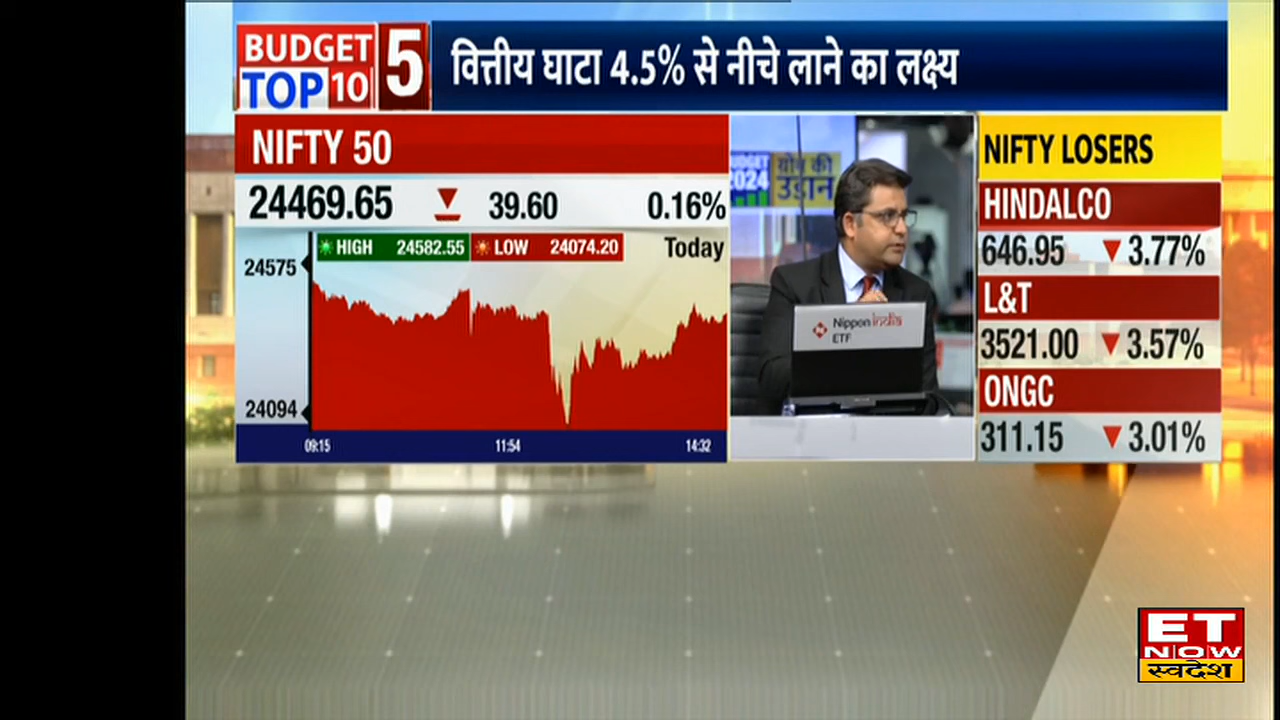 BUDGET
TOP 10
5
वित्तीय घाटा 4.5% से नीचे लाने का लक्ष्य
NIFTY 50
24469.65 ▼ 39.60 0.16%
HIGH 24582.55 LOW 24074.20 Today
24575
24094
09:15 11:54 14:32
BUDGET
2024
उड़ान
Nippon india
ETF
NIFTY LOSERS
HINDALCO
646.95 ▼ 3.77%
L&T
3521.00 ▼ 3.57%
ONGC
311.15 ▼ 3.01%
ET
NOW
स्वदेश